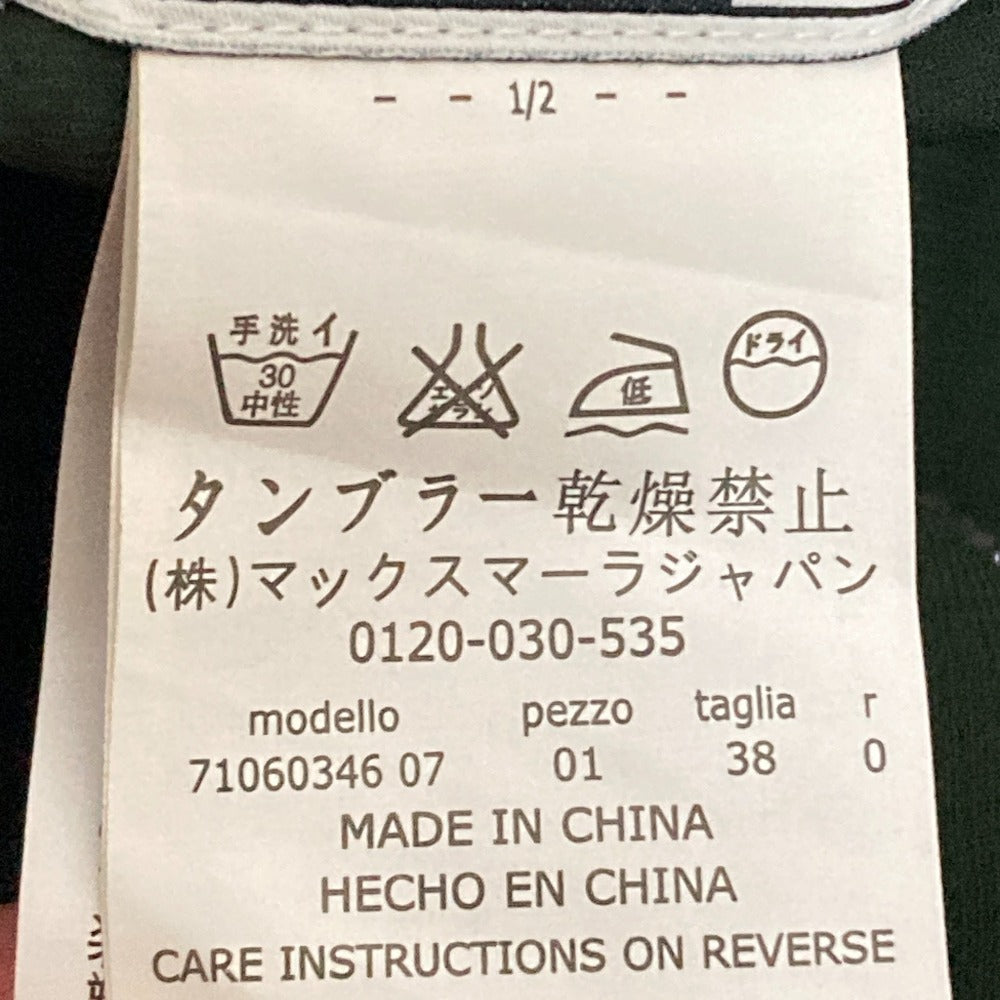 - - 1/2 - -
手洗イ
30
中性
低
ドライ
タンブラー乾燥禁止
(株)マックスマーラジャパン
0120-030-535
modello pezzo taglia r
71060346 07 01 38 0
MADE IN CHINA
HECHO EN CHINA
CARE INSTRUCTIONS ON REVERSE